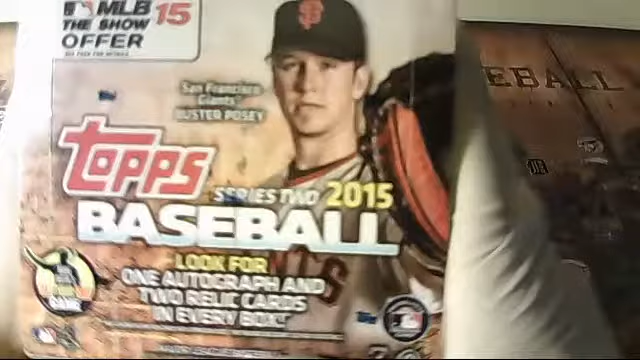 MLB 15
THE SHOW
OFFER
San Francisco
Giants
BUSTER POSEY
EBALL
Topps
SERIES TWO 2015
BASEBALL
LOOK FOR
ONE AUTOGRAPH AND
TWO RELIC CARDS
IN EVERY BOX!